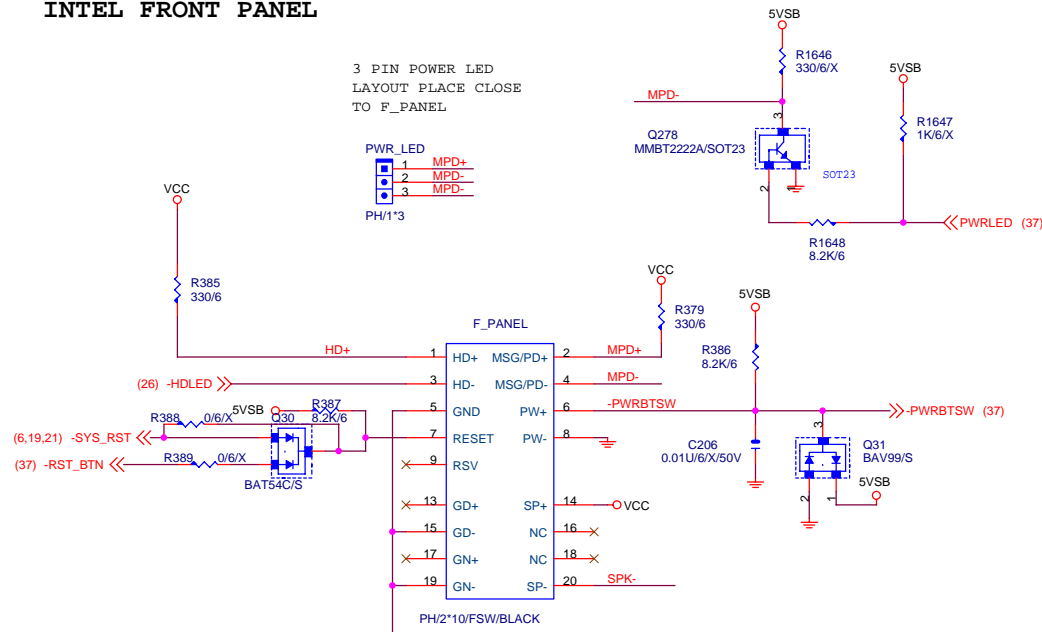 INTEL FRONT PANEL
3 PIN POWER LED
LAYOUT PLACE CLOSE
TO F_PANEL
PWR_LED
1 MPD+
2 MPD-
3 MPD-
PH/1*3
5VSB
R1646
330/6/X
MPD-
3
Q278
MMBT2222A/SOT23
SOT23
2
1
5VSB
R1647
1K/6/X
PWRLED (37)
R1648
8.2K/6
VCC
R385
330/6
VCC
R379
330/6
5VSB
R386
8.2K/6
F_PANEL
HD+ 1 HD+ MSG/PD+ 2 MPD+
(26) -HDLED 3 HD- MSG/PD- 4 MPD-
5 GND PW+ 6 -PWRBTSW
-PWRBTSW (37)
7 RESET PW- 8
9 RSV
13 GD+ SP+ 14 VCC
15 GD- NC 16
17 GN+ NC 18
19 GN- SP- 20 SPK-
PH/2*10/FSW/BLACK
5VSB
R387
8.2K/6
R388 0/6/X
Q30
(6,19,21) -SYS_RST
(37) -RST_BTN
R389 0/6/X
BAT54C/S
C206
0.01U/6/X/50V
3
Q31
BAV99/S
2
1
5VSB